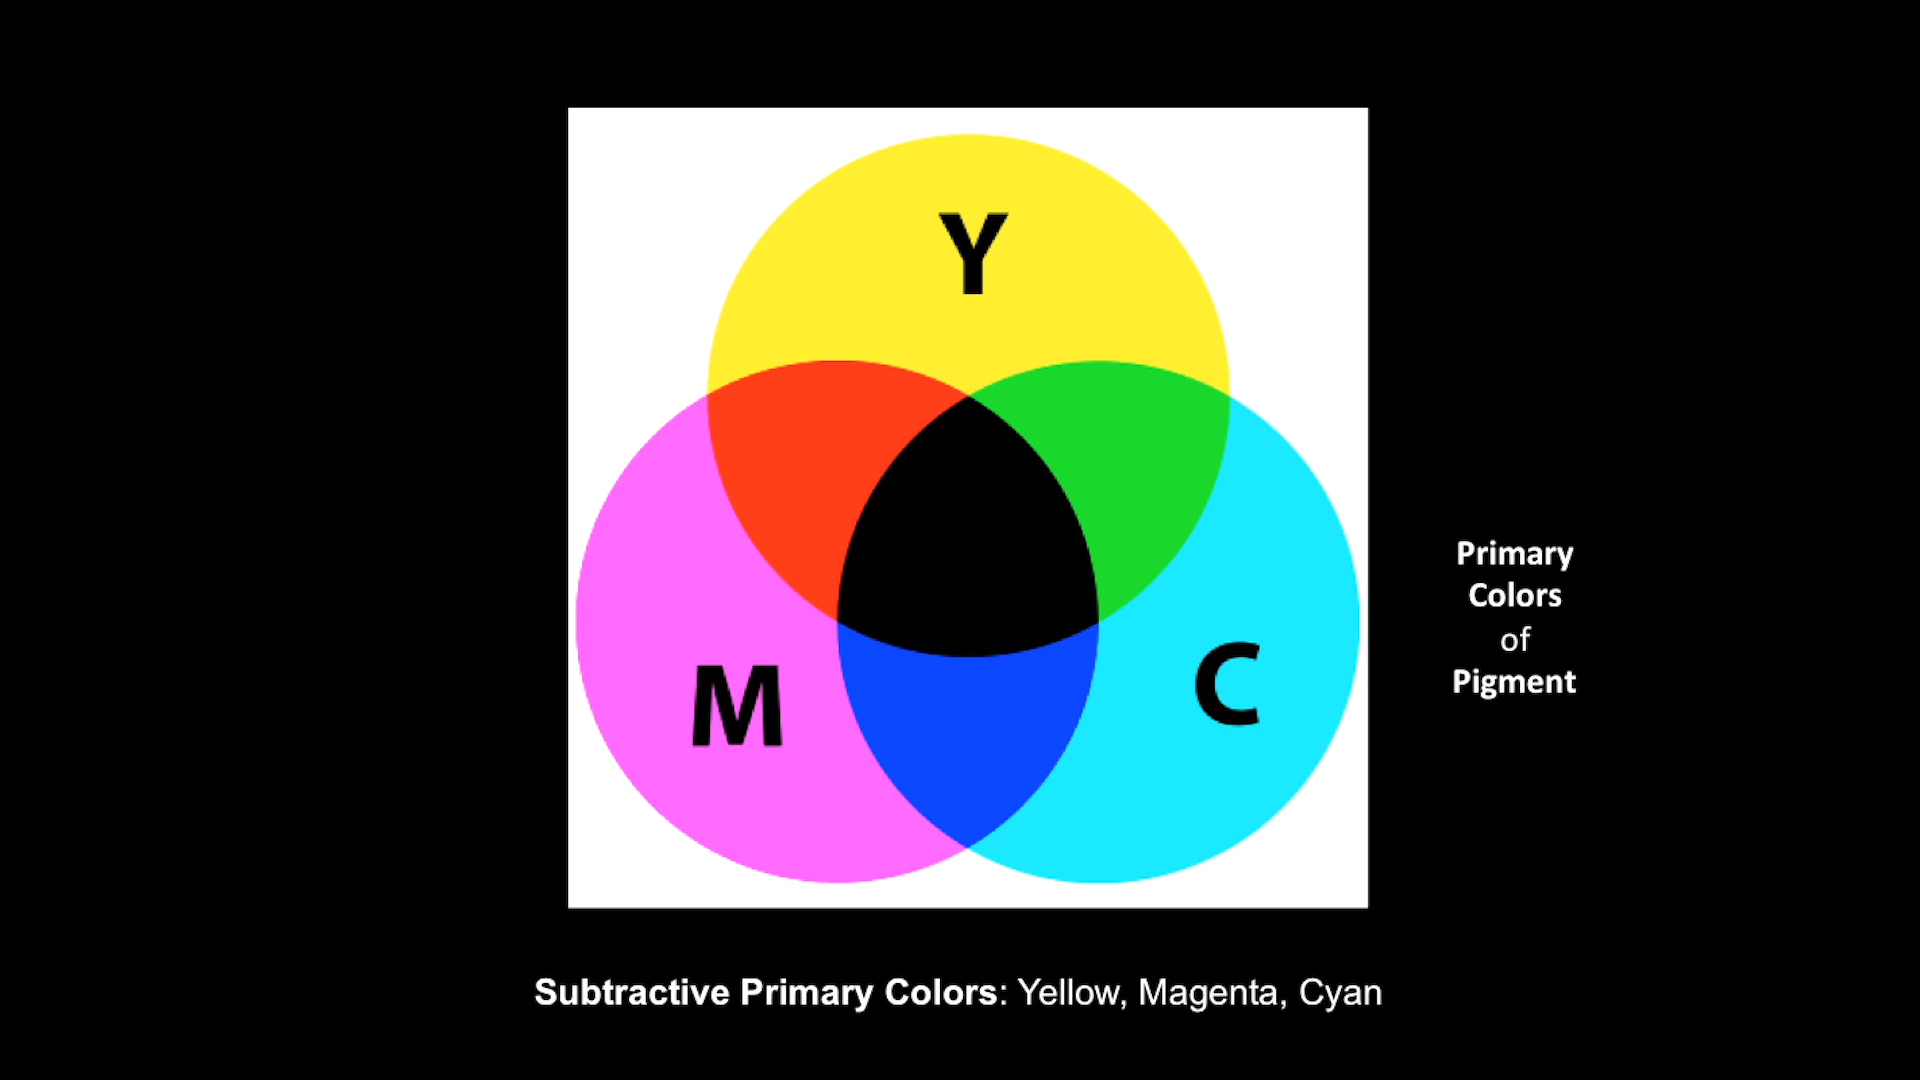 Y
M
C
Primary
Colors
of
Pigment
Subtractive Primary Colors: Yellow, Magenta, Cyan